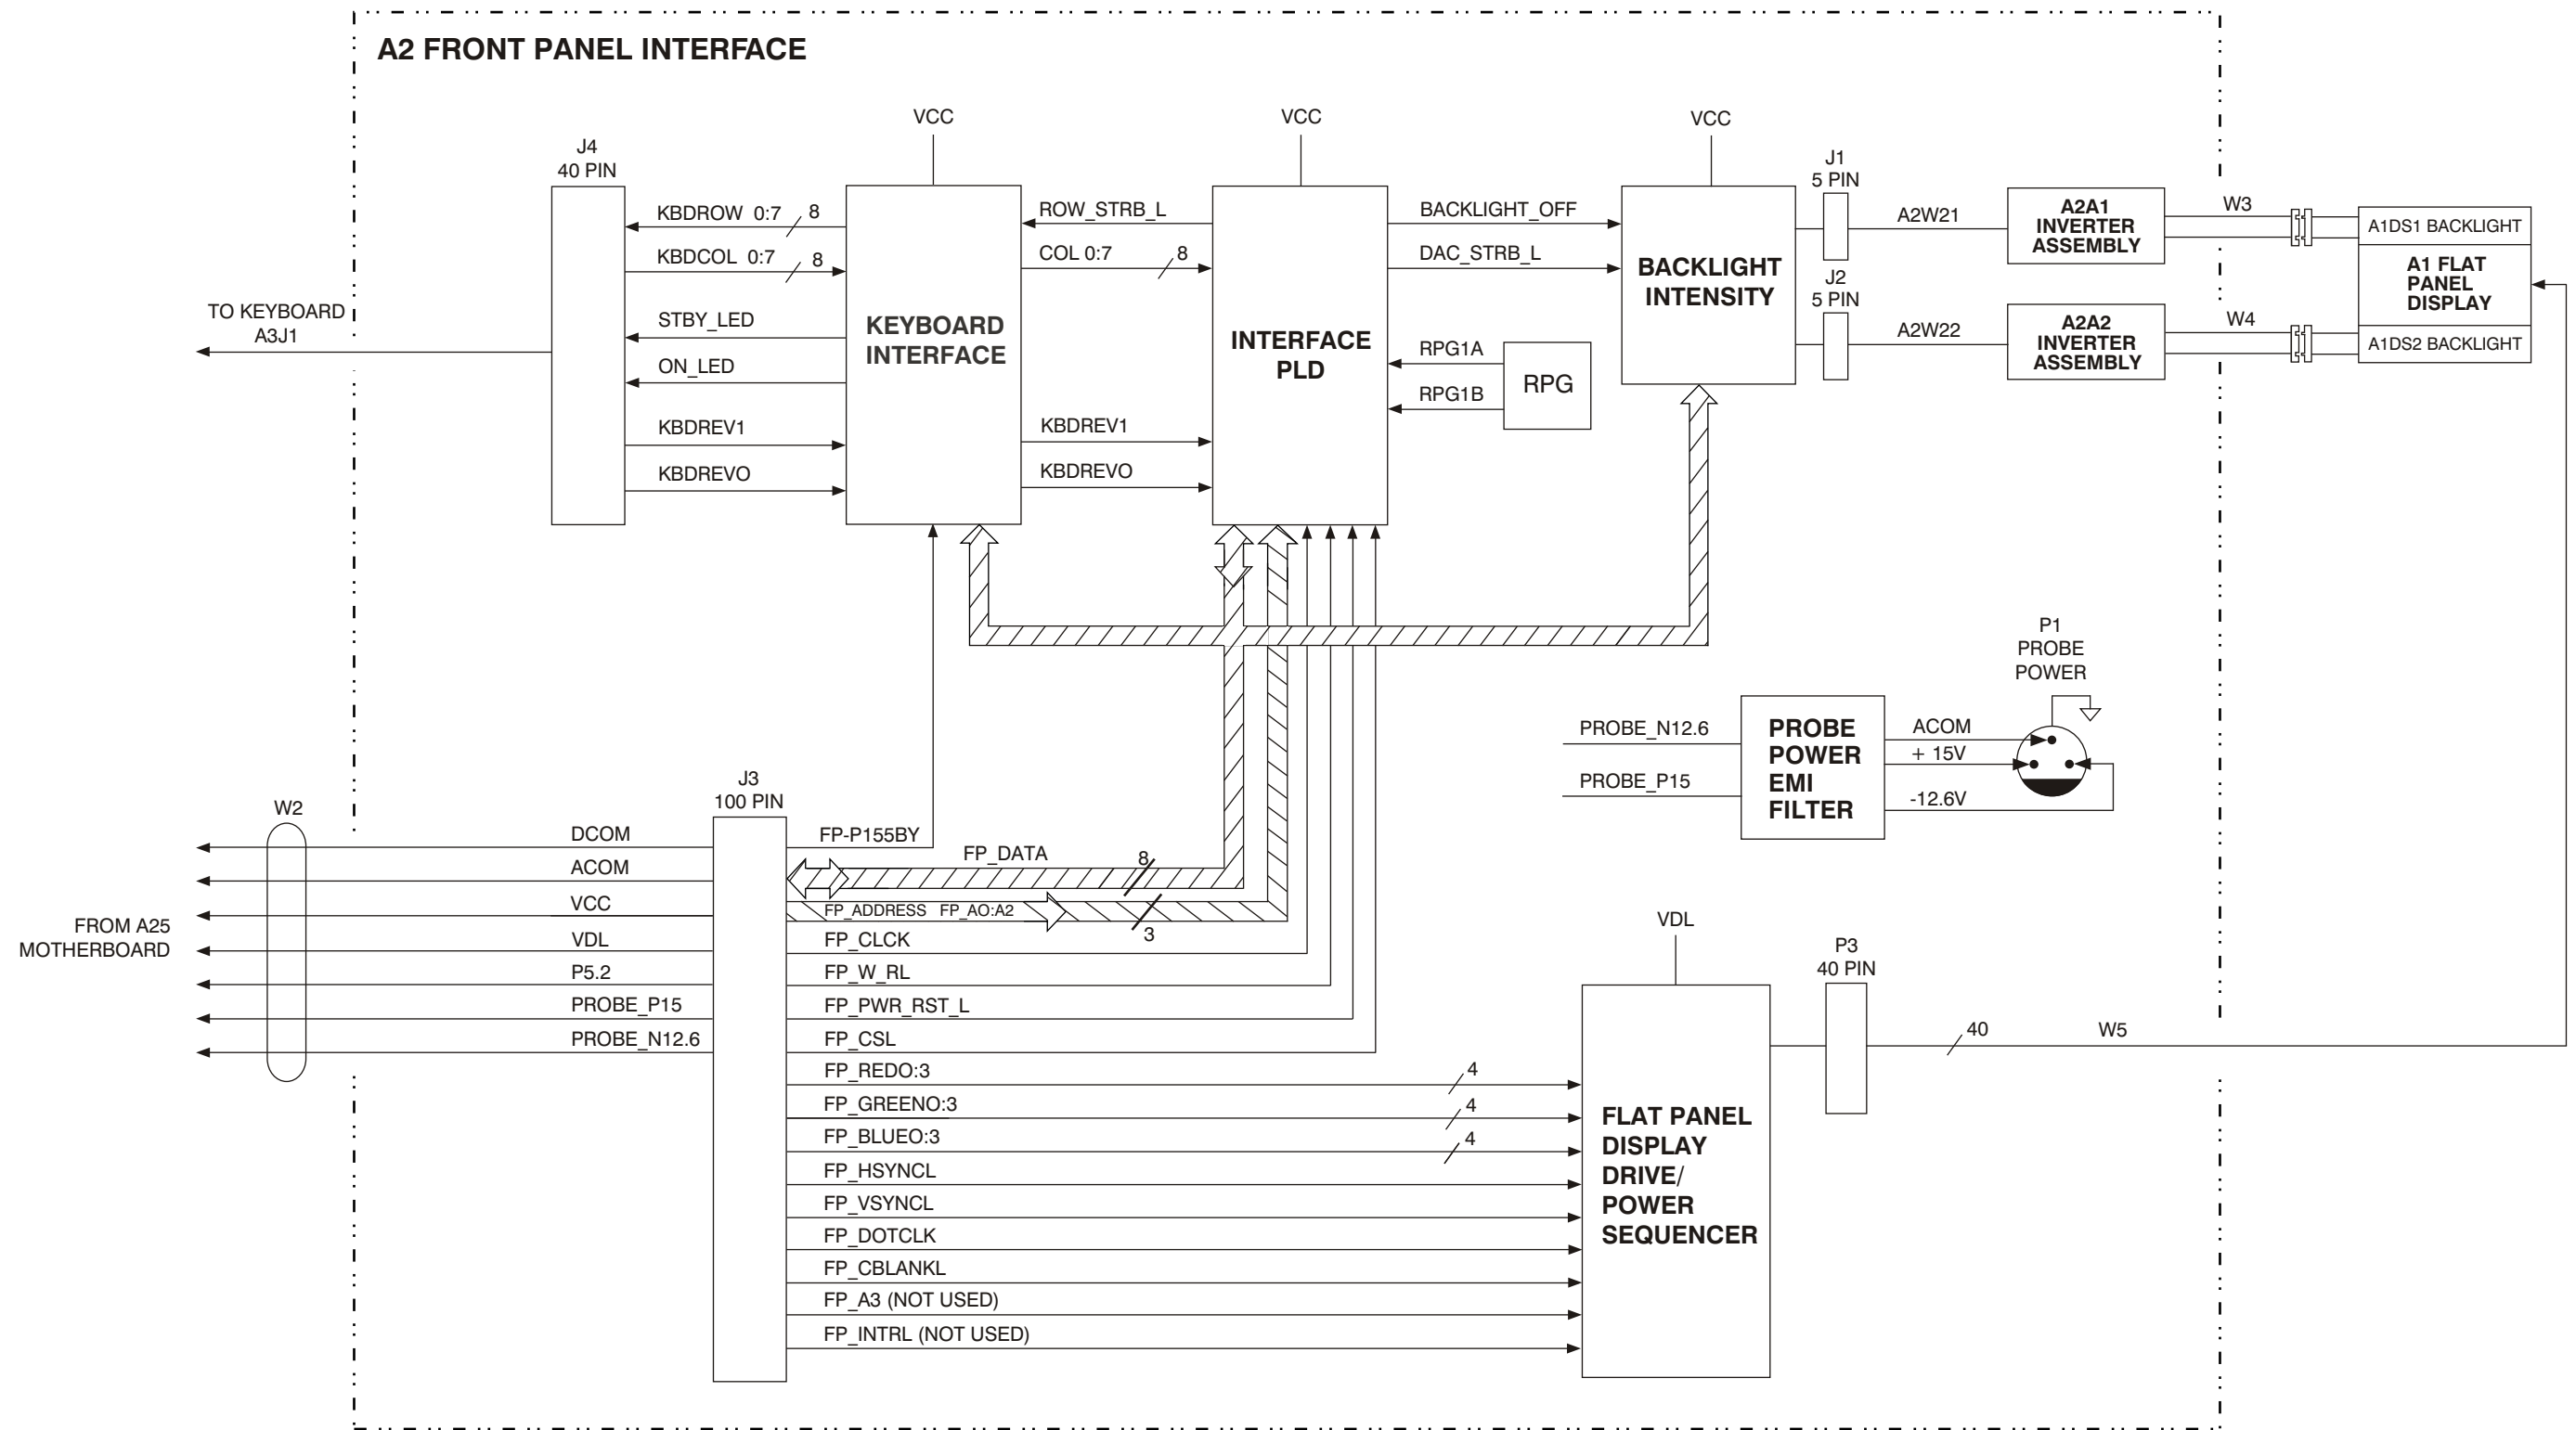 A2 FRONT PANEL INTERFACE
VCC
VCC
VCC
J4
40 PIN
KBDROW 0:7
8
KBDCOL 0:7
8
STBY_LED
ON_LED
KBDREV1
KBDREVO
TO KEYBOARD
A3J1
KEYBOARD
INTERFACE
ROW_STRB_L
COL 0:7
8
KBDREV1
KBDREVO
INTERFACE
PLD
BACKLIGHT_OFF
DAC_STRB_L
RPG1A
RPG1B
RPG
BACKLIGHT
INTENSITY
J1
5 PIN
J2
5 PIN
A2W21
A2W22
A2A1
INVERTER
ASSEMBLY
A2A2
INVERTER
ASSEMBLY
W3
W4
A1DS1 BACKLIGHT
A1 FLAT
PANEL
DISPLAY
A1DS2 BACKLIGHT
P1
PROBE
POWER
PROBE_N12.6
PROBE_P15
PROBE
POWER
EMI
FILTER
ACOM
+ 15V
-12.6V
J3
100 PIN
W2
FROM A25
MOTHERBOARD
DCOM
ACOM
VCC
VDL
P5.2
PROBE_P15
PROBE_N12.6
FP-P155BY
FP_DATA
8
FP_ADDRESS FP_AO:A2
3
FP_CLCK
FP_W_RL
FP_PWR_RST_L
FP_CSL
FP_REDO:3
4
FP_GREENO:3
4
FP_BLUEO:3
4
FP_HSYNCL
FP_VSYNCL
FP_DOTCLK
FP_CBLANKL
FP_A3 (NOT USED)
FP_INTRL (NOT USED)
VDL
FLAT PANEL
DISPLAY
DRIVE/
POWER
SEQUENCER
P3
40 PIN
40
W5